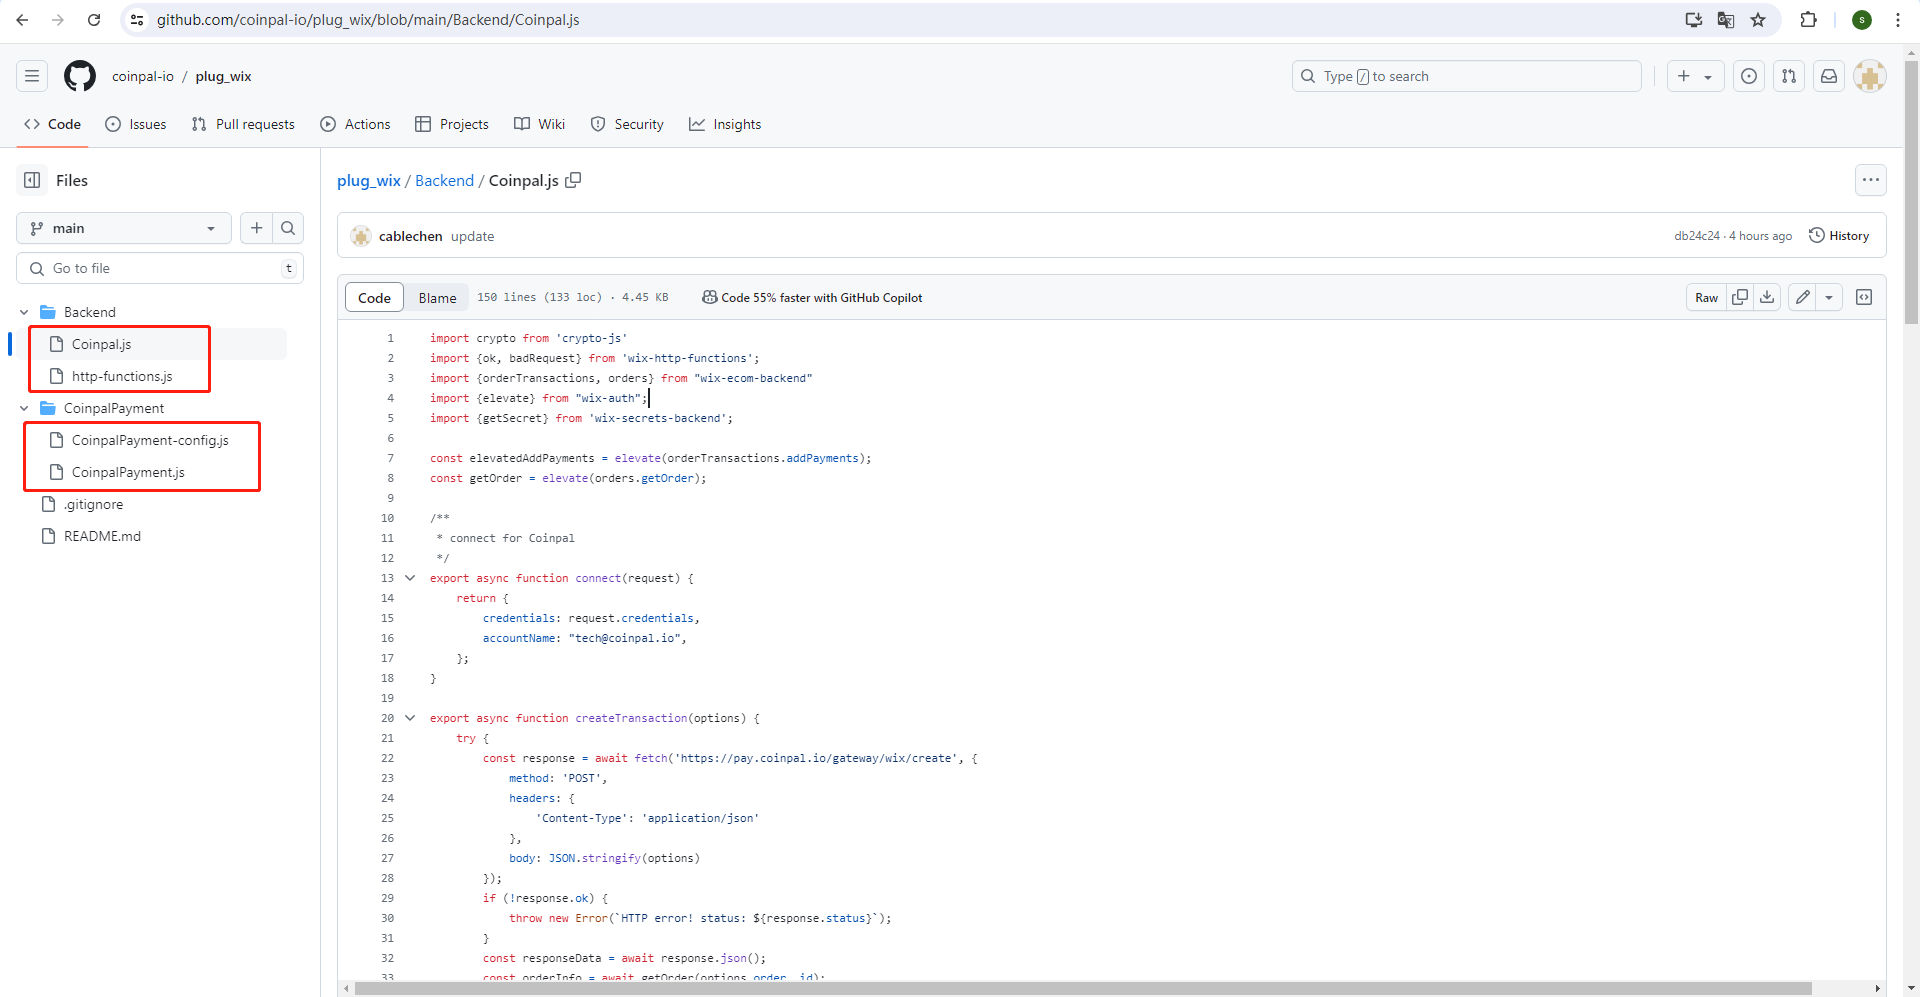 github.com/coinpal-io/plug_wix/blob/main/Backend/Coinpal.js
s
coinpal-io / plug_wix
Type / to search
Code
Issues
Pull requests
Actions
Projects
Wiki
Security
Insights
Files
main
Go to file
t
Backend
Coinpal.js
http-functions.js
CoinpalPayment
CoinpalPayment-config.js
CoinpalPayment.js
.gitignore
README.md
plug_wix / Backend / Coinpal.js
cablechen update
db24c24 · 4 hours ago
History
Code
Blame
150 lines (133 loc) · 4.45 KB
Code 55% faster with GitHub Copilot
Raw
1 import crypto from 'crypto-js'
2 import {ok, badRequest} from 'wix-http-functions';
3 import {orderTransactions, orders} from "wix-ecom-backend"
4 import {elevate} from "wix-auth";
5 import {getSecret} from 'wix-secrets-backend';
6
7 const elevatedAddPayments = elevate(orderTransactions.addPayments);
8 const getOrder = elevate(orders.getOrder);
9
10 /**
11 * connect for Coinpal
12 */
13 export async function connect(request) {
14 return {
15 credentials: request.credentials,
16 accountName: "tech@coinpal.io",
17 };
18 }
19
20 export async function createTransaction(options) {
21 try {
22 const response = await fetch('https://pay.coinpal.io/gateway/wix/create', {
23 method: 'POST',
24 headers: {
25 'Content-Type': 'application/json'
26 },
27 body: JSON.stringify(options)
28 });
29 if (!response.ok) {
30 throw new Error(`HTTP error! status: ${response.status}`);
31 }
32 const responseData = await response.json();
33 const orderInfo = await getOrder(options.order._id);